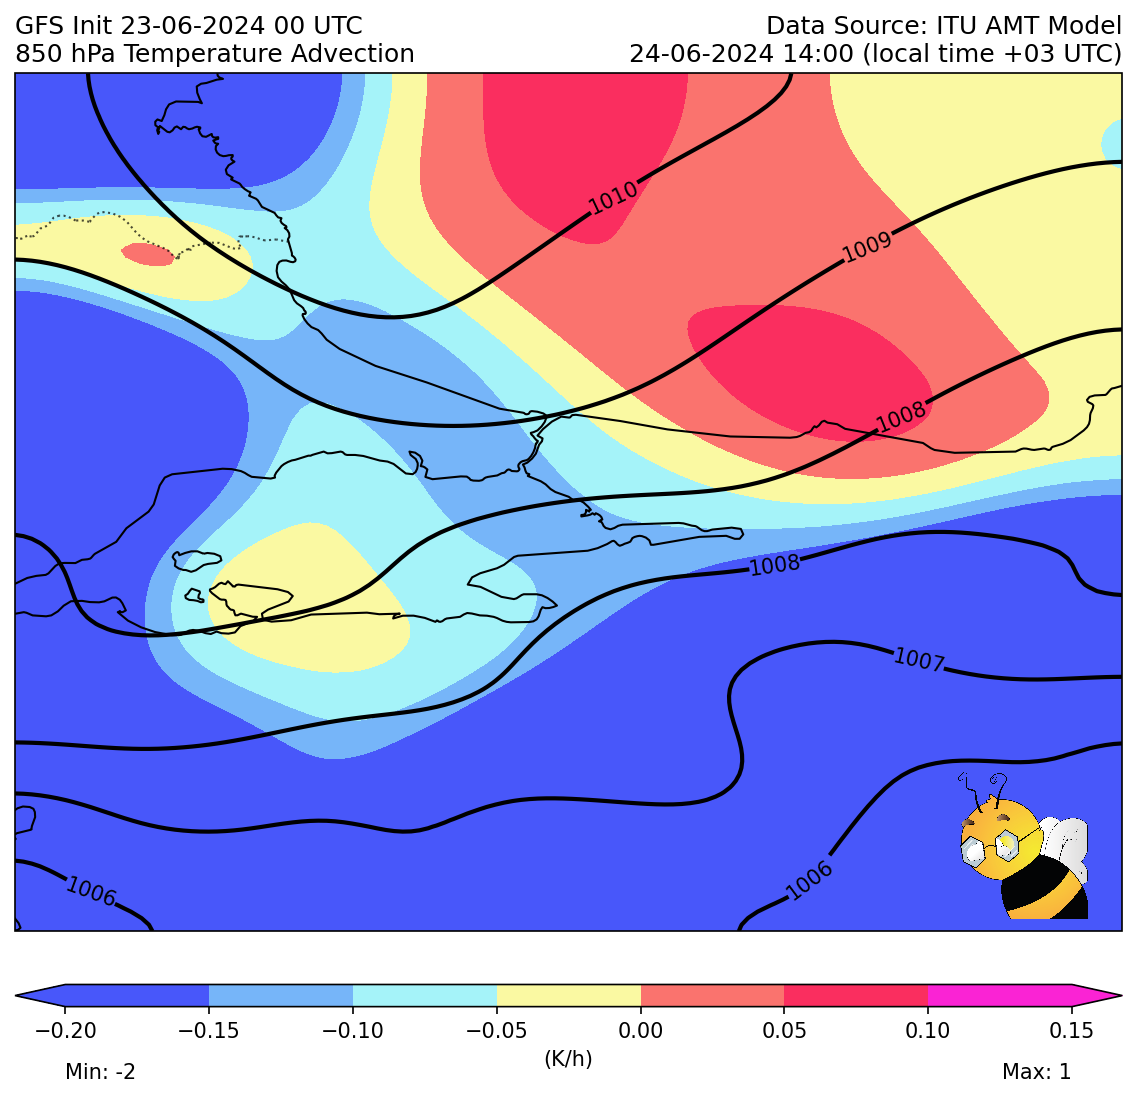 GFS Init 23-06-2024 00 UTC
Data Source: ITU AMT Model
850 hPa Temperature Advection
24-06-2024 14:00 (local time +03 UTC)
1010
1009
1008
1008
1007
1006
1006
−0.20 −0.15 −0.10 −0.05 0.00 0.05 0.10 0.15
(K/h)
Min: -2
Max: 1